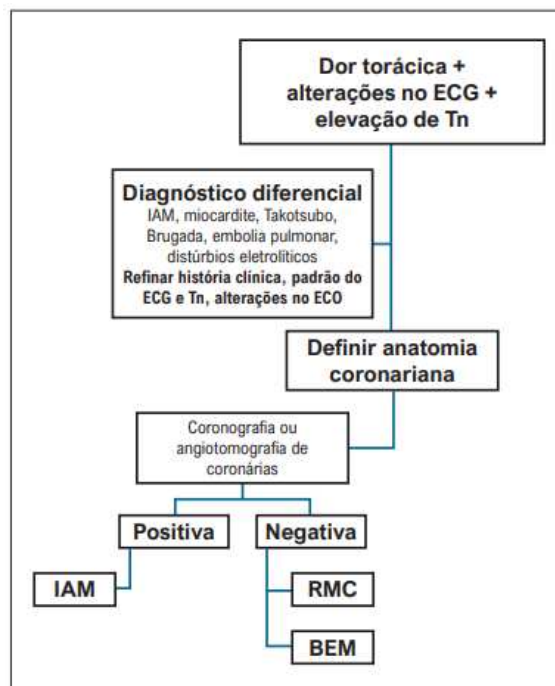 Dor torácica +
alterações no ECG +
elevação de Tn
Diagnóstico diferencial
IAM, miocardite, Takotsubo,
Brugada, embolia pulmonar,
distúrbios eletrolíticos
Refinar história clínica, padrão do
ECG e Tn, alterações no ECO
Definir anatomia
coronariana
Coronografia ou
angiotomografia de
coronárias
Positiva
Negativa
IAM
RMC
BEM